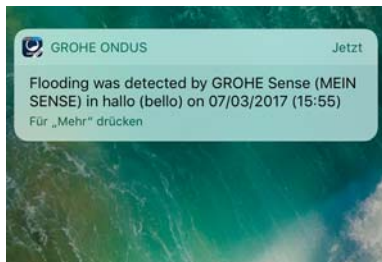 GROHE ONDUS Jetzt
Flooding was detected by GROHE Sense (MEIN
SENSE) in hallo (bello) on 07/03/2017 (15:55)
Für „Mehr“ drücken